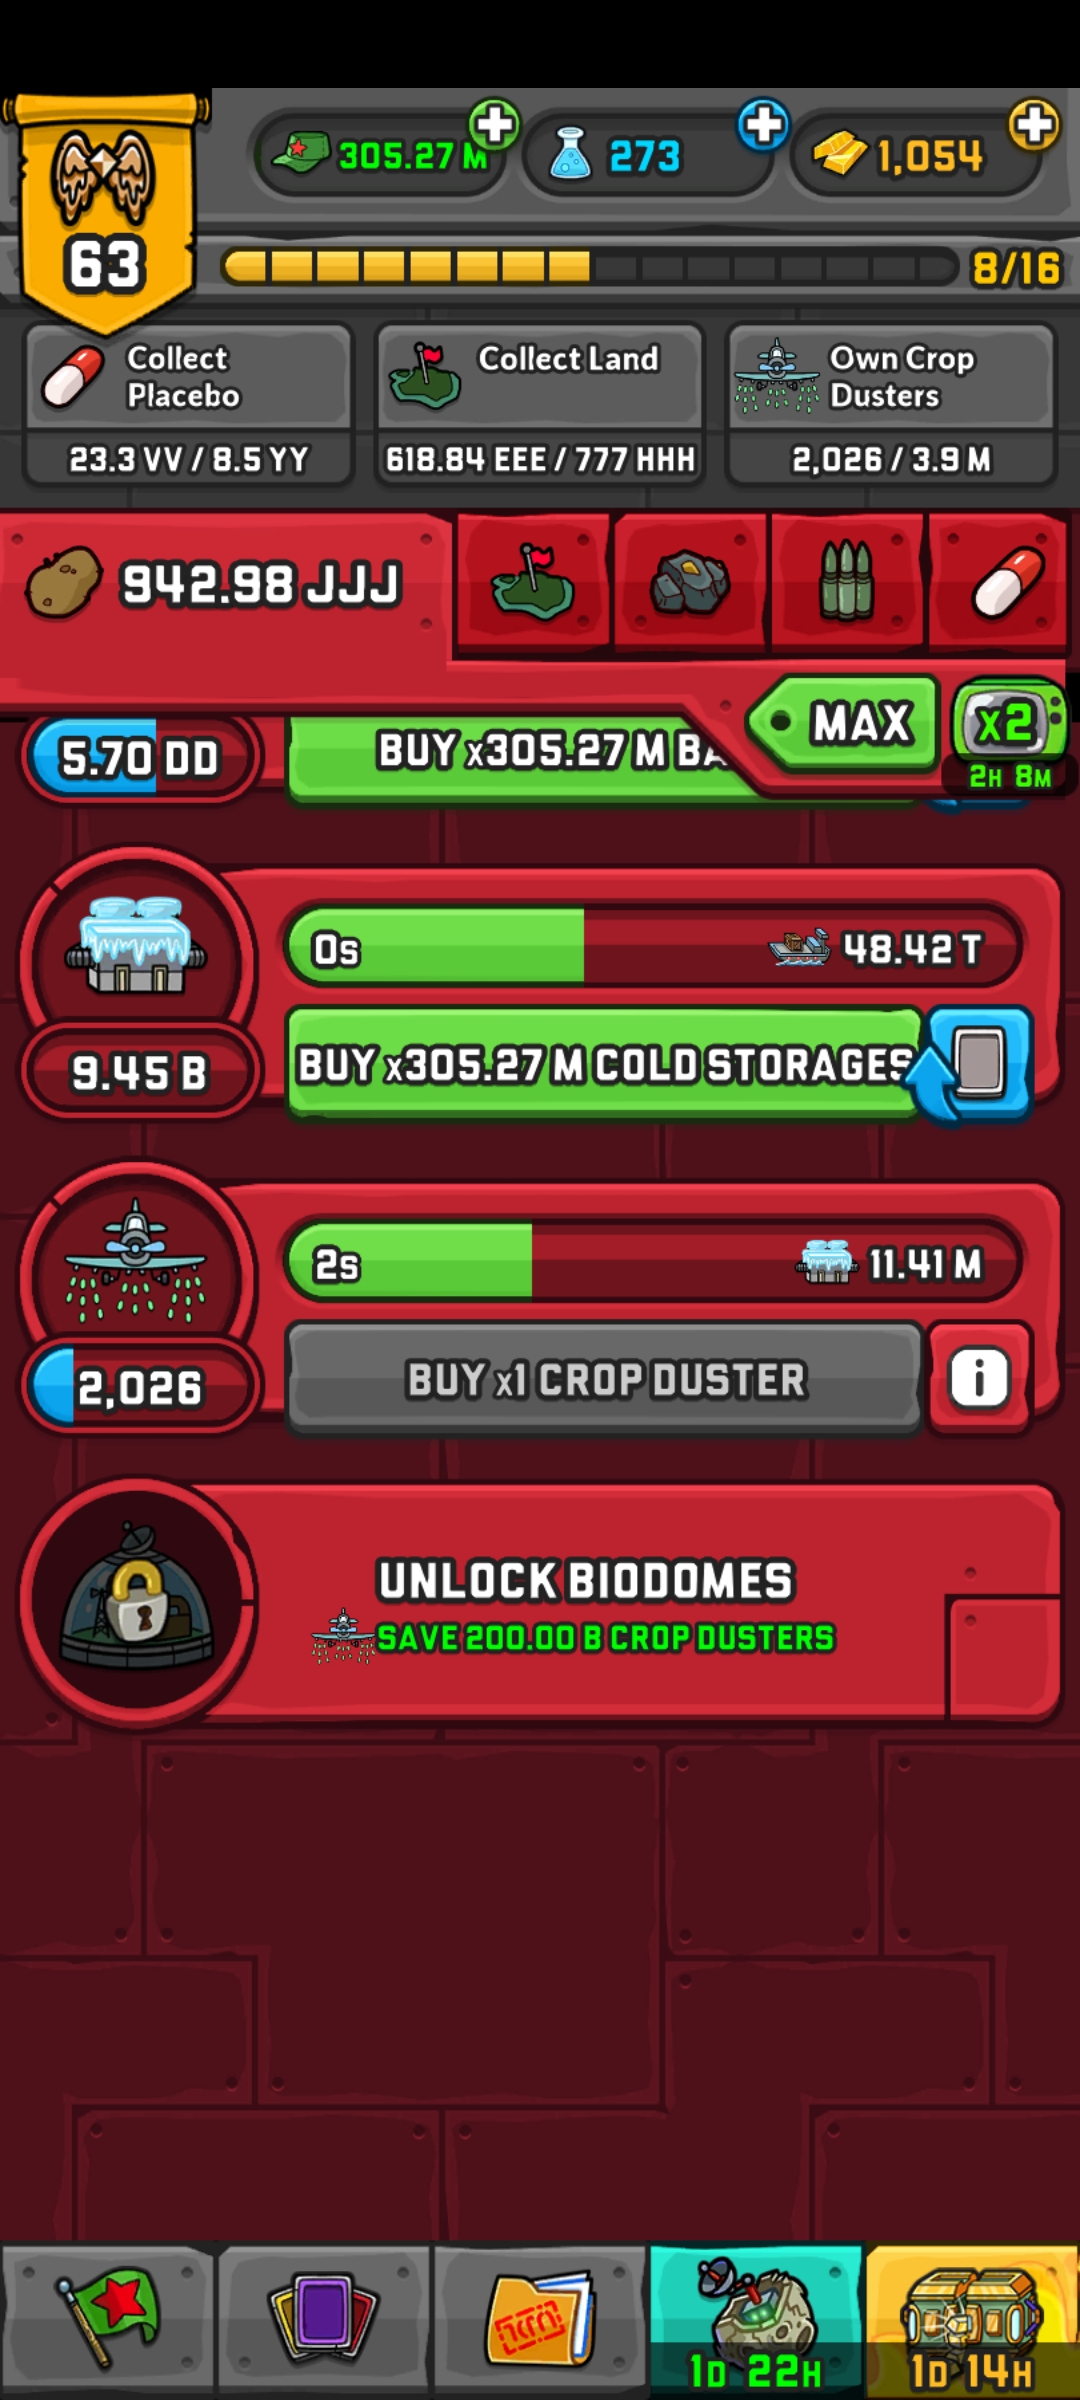 305.27 M
273
1,054
63
8/16
Collect
Placebo
23.3 VV / 8.5 YY
Collect Land
618.84 EEE / 777 HHH
Own Crop
Dusters
2,026 / 3.9 M
942.98 JJJ
MAX
x2
2H 8M
5.70 DD
BUY x305.27 M BA
0s
48.42 T
9.45 B
BUY x305.27 M COLD STORAGES
2s
11.41 M
2,026
BUY x1 CROP DUSTER
i
UNLOCK BIODOMES
SAVE 200.00 B CROP DUSTERS
1D 22H
1D 14H